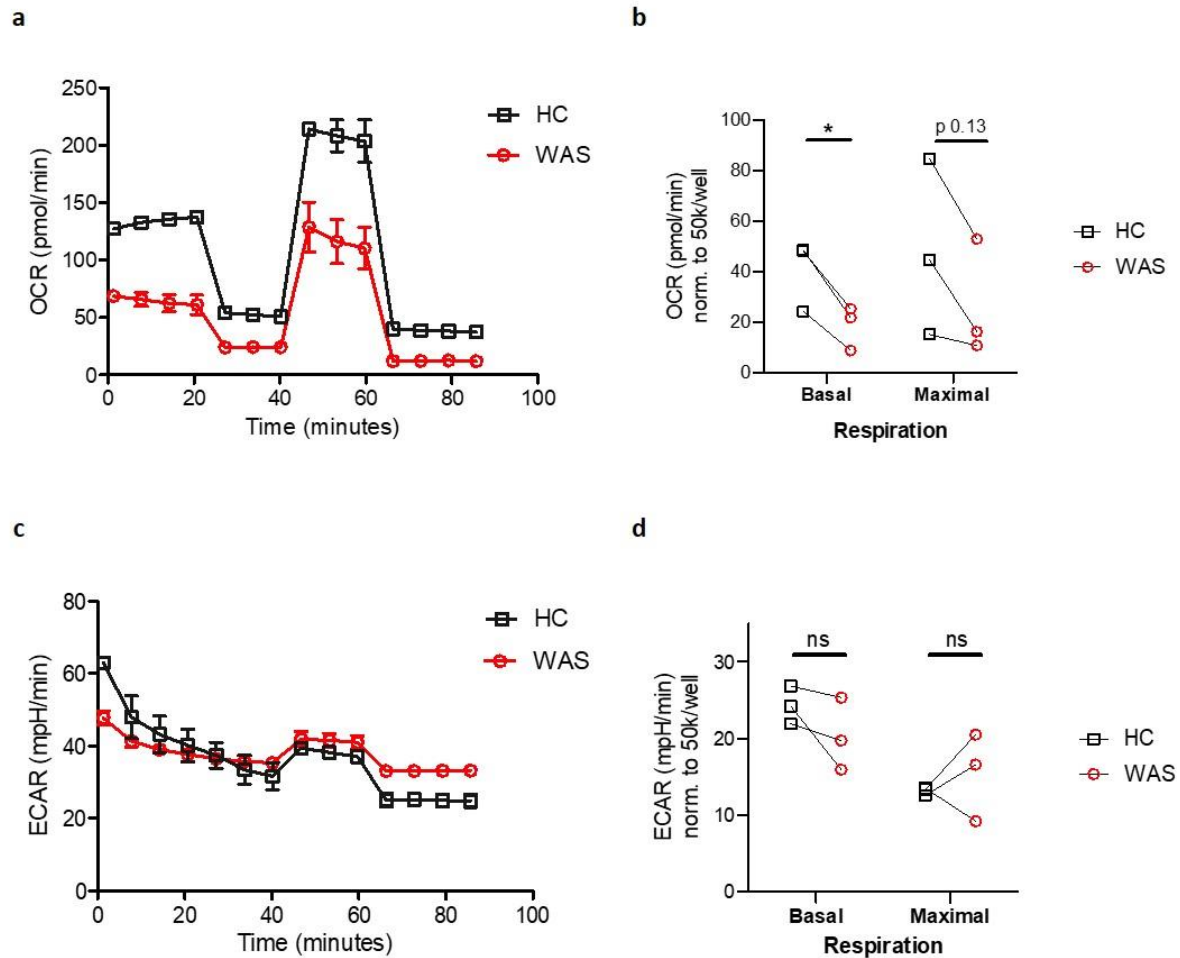 a
250
200
150
100
50
0
OCR (pmol/min)
0 20 40 60 80 100
Time (minutes)
HC
WAS
b
100
80
60
40
20
0
OCR (pmol/min)
norm. to 50k/well
* p 0.13
Basal Maximal
Respiration
HC
WAS
c
80
60
40
20
0
ECAR (mpH/min)
0 20 40 60 80 100
Time (minutes)
HC
WAS
d
30
20
10
0
ECAR (mpH/min)
norm. to 50k/well
ns ns
Basal Maximal
Respiration
HC
WAS